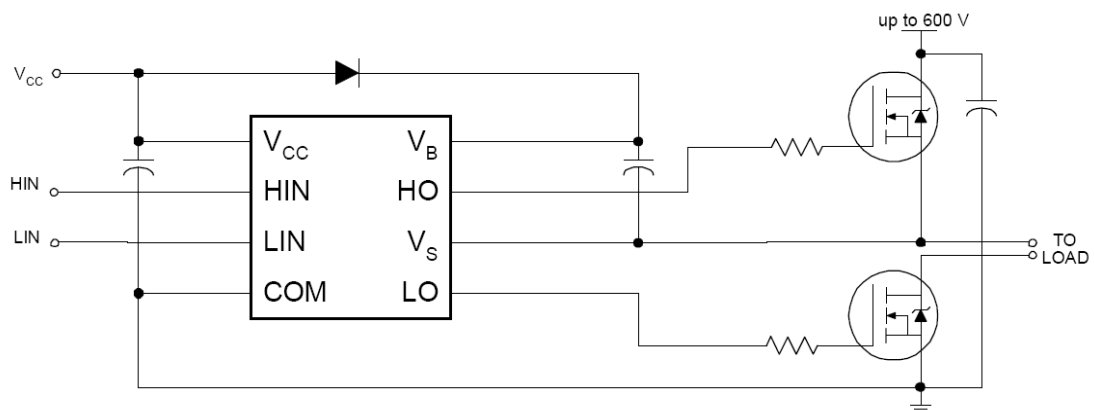 up to 600 V
VCC
VCC
VB
HIN
HIN
HO
LIN
LIN
VS
TO
LOAD
COM
LO